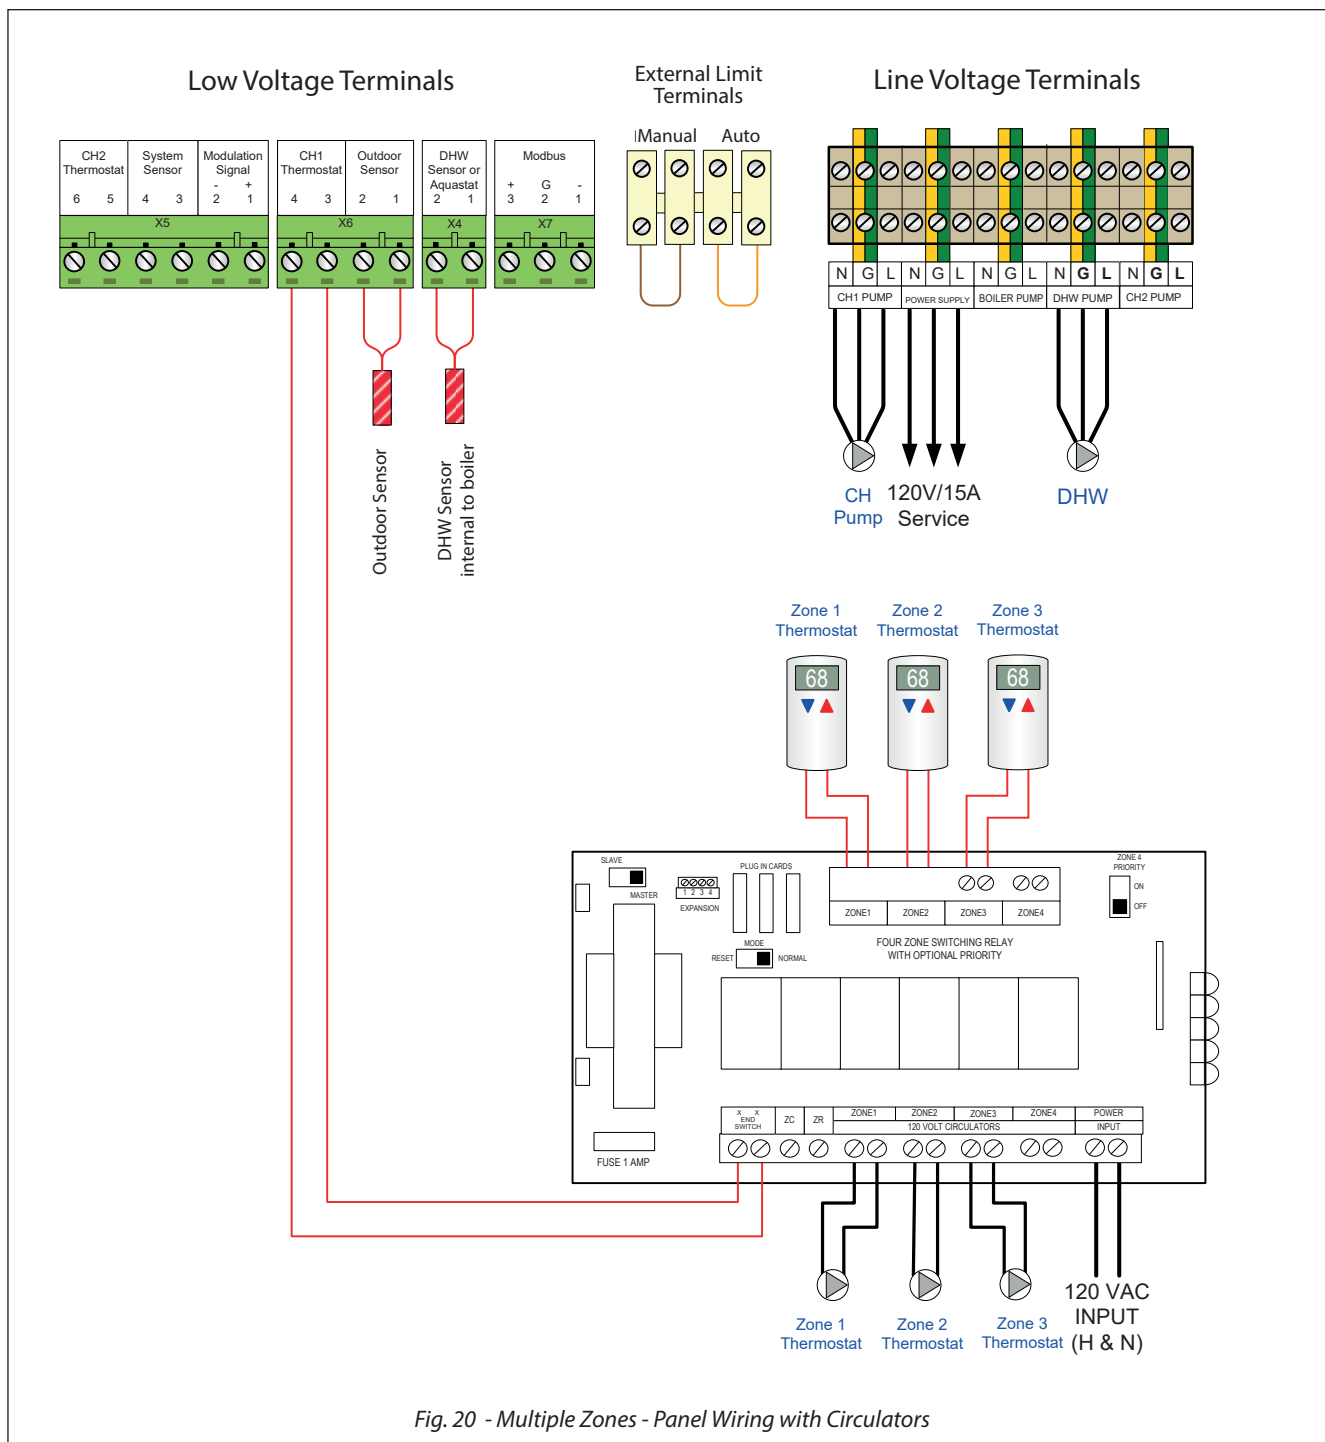 Low Voltage Terminals
External Limit
Terminals
Line Voltage Terminals
Manual Auto
CH2
Thermostat
6 5
System
Sensor
4 3
Modulation
Signal
- +
2 1
CH1
Thermostat
4 3
Outdoor
Sensor
2 1
DHW
Sensor or
Aquastat
2 1
Modbus
+ G -
3 2 1
X5
X6
X4
X7
N G L N G L N G L N G L N G L
CH1 PUMP POWER SUPPLY BOILER PUMP DHW PUMP CH2 PUMP
CH
Pump
120V/15A
Service
DHW
Outdoor Sensor
DHW Sensor
internal to boiler
Zone 1
Thermostat
Zone 2
Thermostat
Zone 3
Thermostat
68
68
68
SLAVE
MASTER
1 2 3 4
EXPANSION
PLUG IN CARDS
MODE
RESET NORMAL
ZONE1 ZONE2 ZONE3 ZONE4
FOUR ZONE SWITCHING RELAY
WITH OPTIONAL PRIORITY
ZONE 4
PRIORITY
ON
OFF
FUSE 1 AMP
X X
END
SWITCH
ZC
ZR
ZONE1 ZONE2 ZONE3 ZONE4
120 VOLT CIRCULATORS
POWER
INPUT
Zone 1
Thermostat
Zone 2
Thermostat
Zone 3
Thermostat
120 VAC
INPUT
(H & N)
Fig. 20 - Multiple Zones - Panel Wiring with Circulators